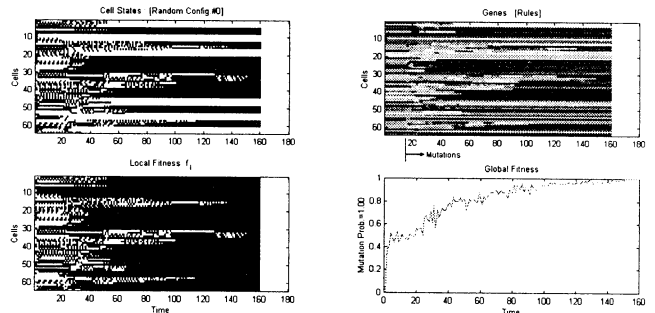 Cell States [Random Config.#0]
Cells
10
20
30
40
50
60
20 40 60 80 100 120 140 160 180
Genes [Rules]
Cells
10
20
30
40
50
60
20 40 60 80 100 120 140 160 180
Mutations
Local Fitness f i
Cells
10
20
30
40
50
60
20 40 60 80 100 120 140 160 180
Time
Global Fitness
Mutation Prob =1.00
1
0.8
0.6
0.4
0.2
0
0 20 40 60 80 100 120 140 160 180
Time